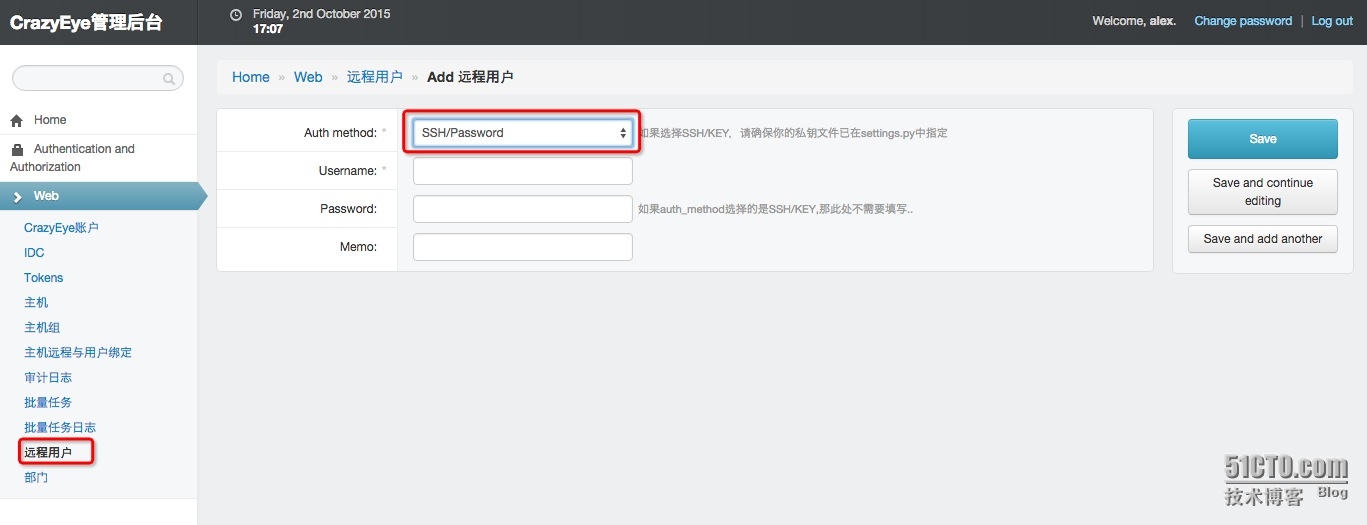 CrazyEye管理后台
Friday, 2nd October 2015
17:07
Welcome, alex. Change password | Log out
Home
Authentication and
Authorization
Web
CrazyEye账户
IDC
Tokens
主机
主机组
主机远程与用户绑定
审计日志
批量任务
批量任务日志
远程用户
部门
Home » Web » 远程用户 » Add 远程用户
Auth method: * SSH/Password 如果选择SSH/KEY, 请确保你的私钥文件已在settings.py中指定
Username: *
Password: 如果auth_method选择的是SSH/KEY,那此处不需要填写..
Memo:
Save
Save and continue
editing
Save and add another
51CTO.com
技术博客 Blog